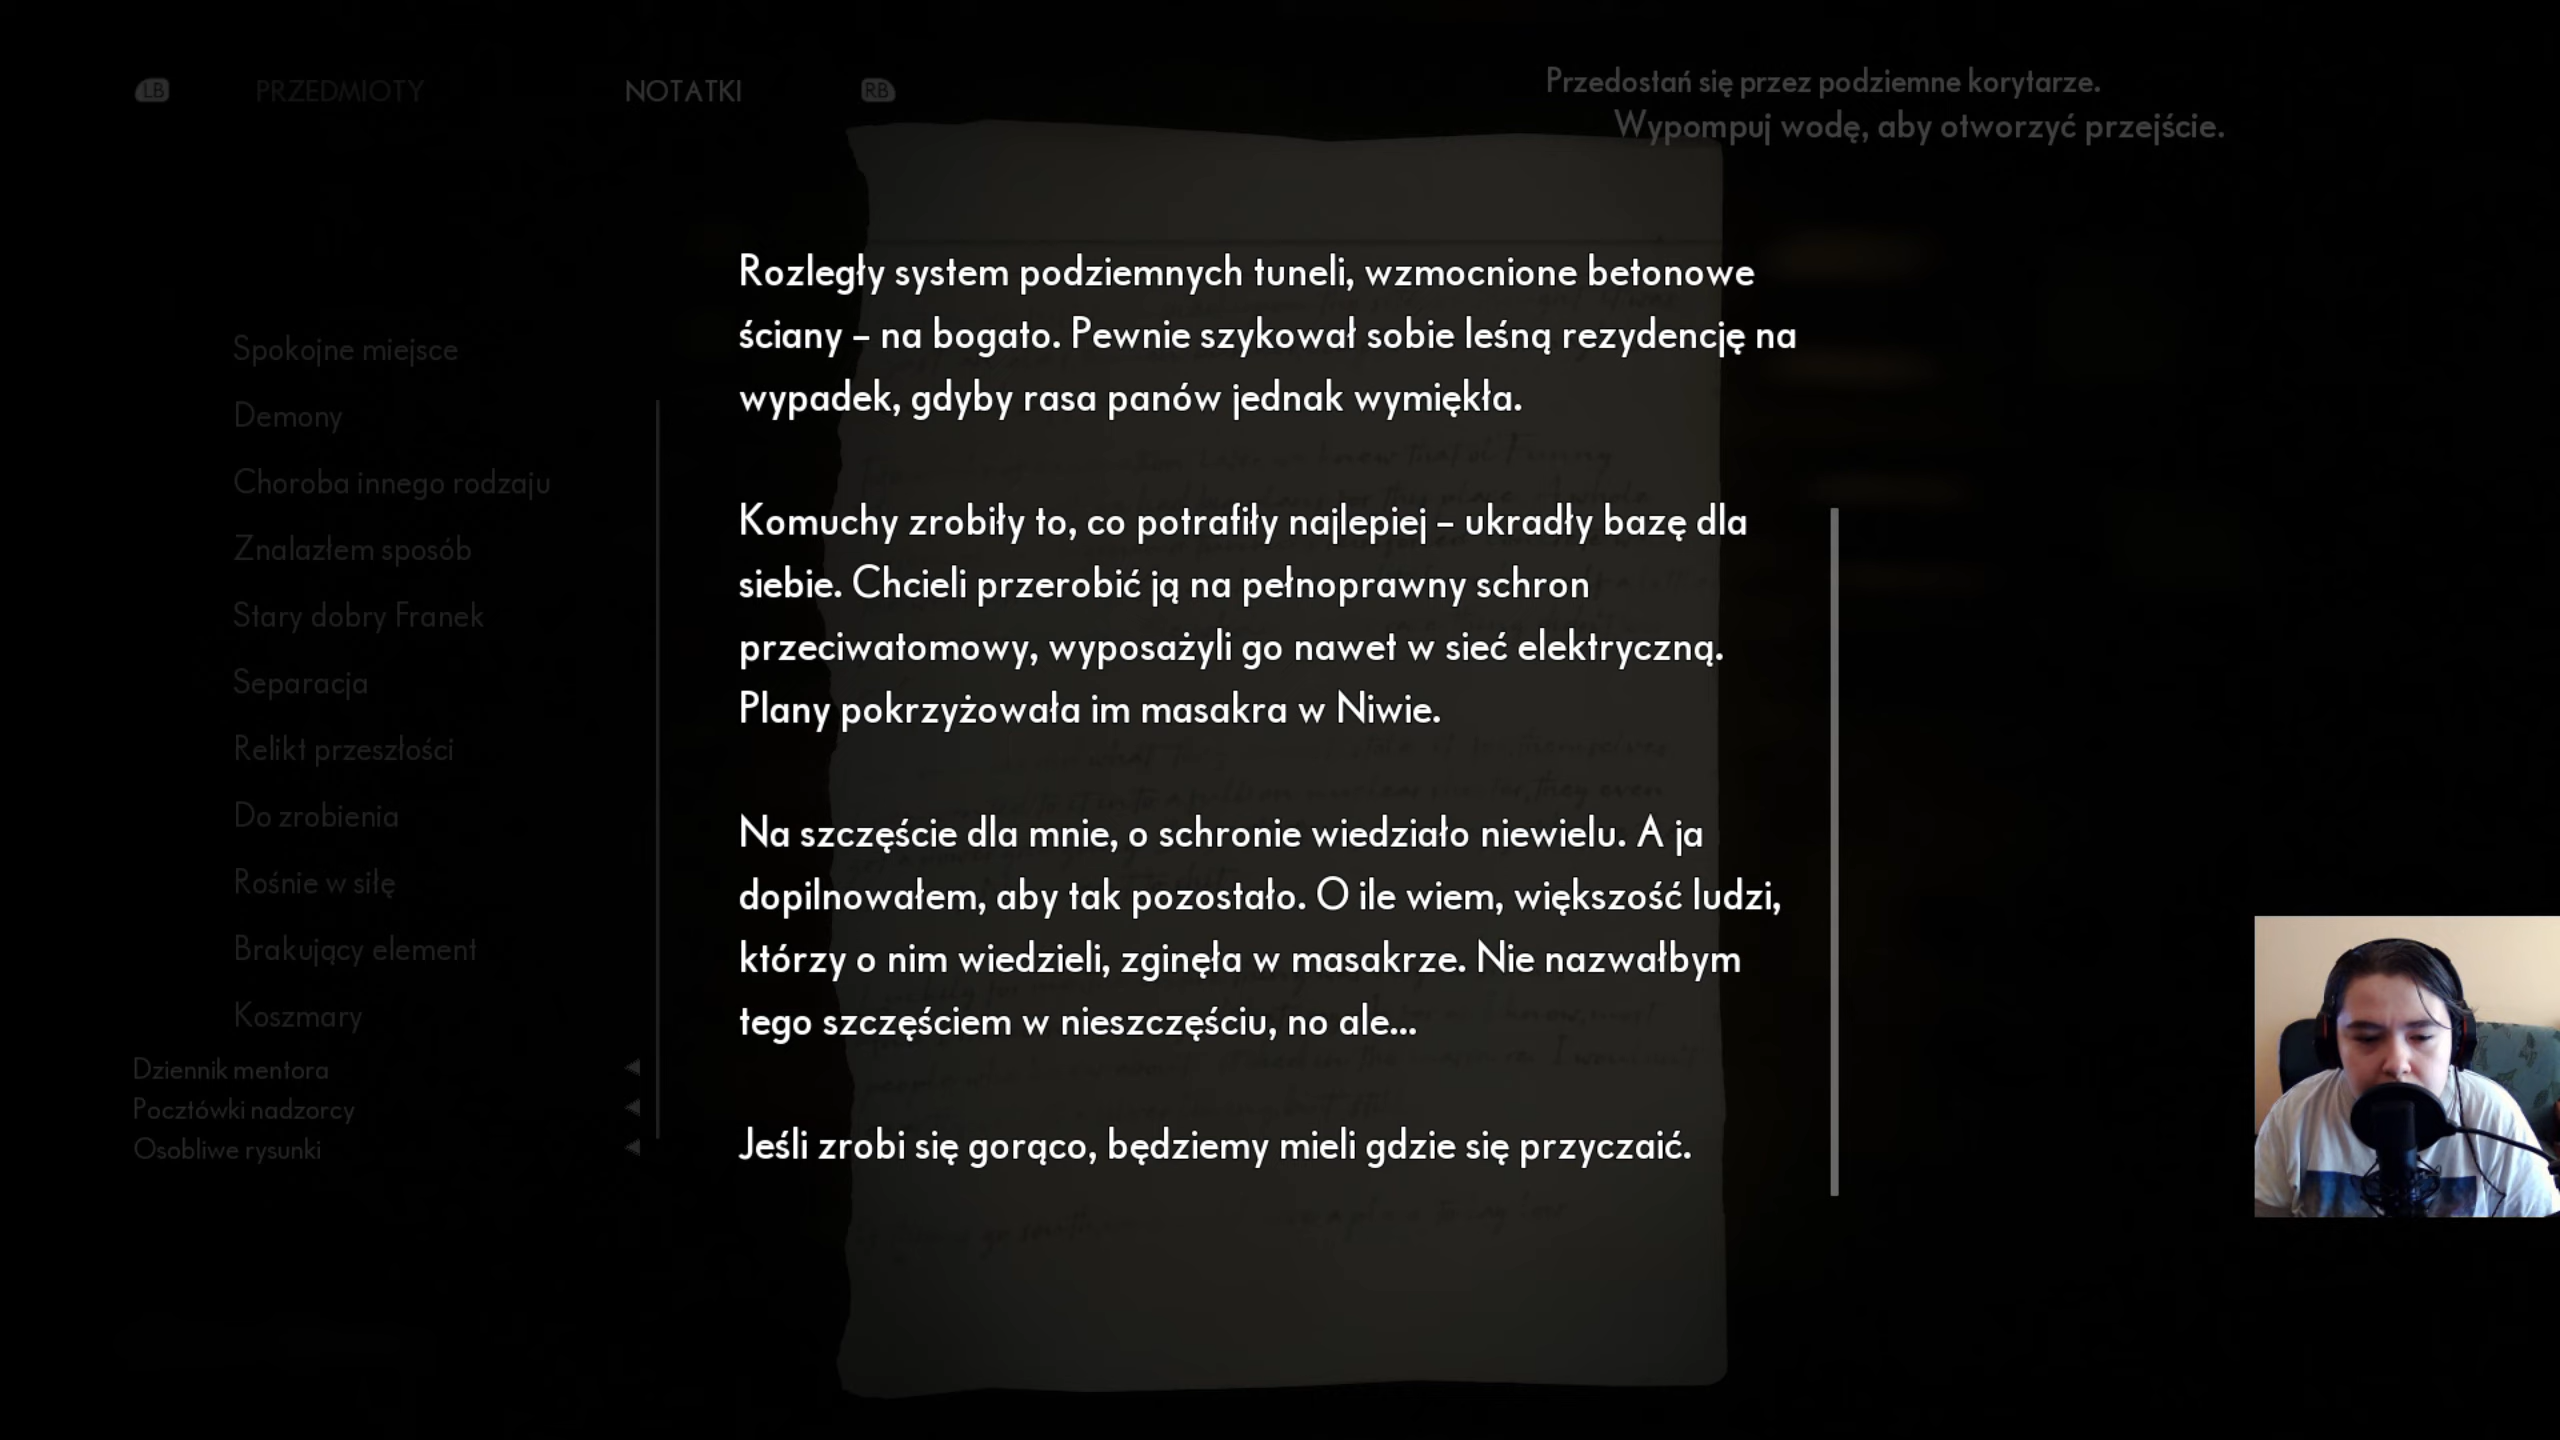 LB
PRZEDMIOTY
NOTATKI
RB
Przedostań się przez podziemne korytarze.
Wypompuj wodę, aby otworzyć przejście.
Spokojne miejsce
Demony
Choroba innego rodzaju
Znalazłem sposób
Stary dobry Franek
Separacja
Relikt przeszłości
Do zrobienia
Rośnie w siłę
Brakujący element
Koszmary
Dziennik mentora
Pocztówki nadzorcy
Osobliwe rysunki
Rozległy system podziemnych tuneli, wzmocnione betonowe
ściany – na bogato. Pewnie szykował sobie leśną rezydencję na
wypadek, gdyby rasa panów jednak wymiękła.
Komuchy zrobiły to, co potrafiły najlepiej – ukradły bazę dla
siebie. Chcieli przerobić ją na pełnoprawny schron
przeciwatomowy, wyposażyli go nawet w sieć elektryczną.
Plany pokrzyżowała im masakra w Niwie.
Na szczęście dla mnie, o schronie wiedziało niewielu. A ja
dopilnowałem, aby tak pozostało. O ile wiem, większość ludzi,
którzy o nim wiedzieli, zginęła w masakrze. Nie nazwałbym
tego szczęściem w nieszczęściu, no ale...
Jeśli zrobi się gorąco, będziemy mieli gdzie się przyczaić.